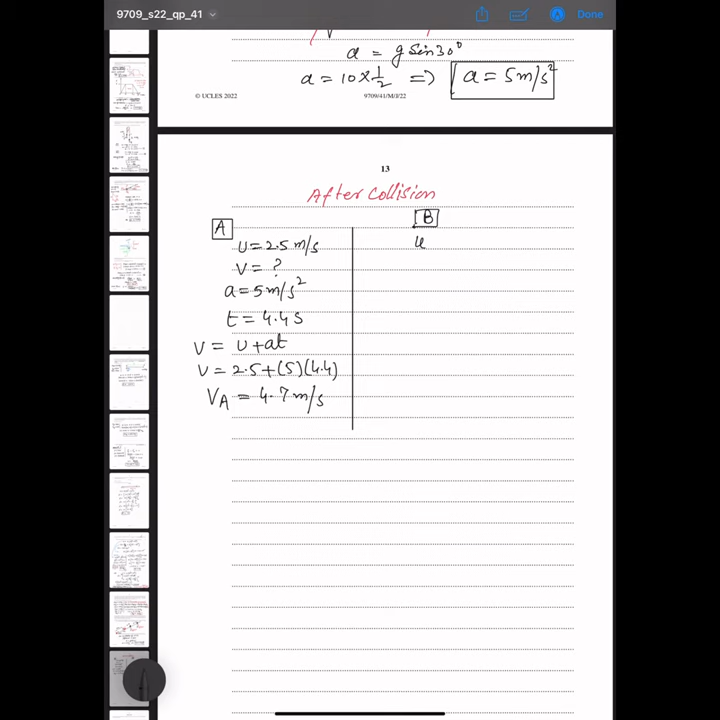 9709_s22_qp_41
Done
a = g Sin30°
a = 10 × 1/2 => a = 5 m/s²
© UCLES 2022
9709/41/M/J/22
13
After Collision
A
B
u = 2.5 m/s
u
v = ?
a = 5 m/s²
t = 4.4 s
v = u + at
v = 2.5 + (5)(4.4)
VA = 4.7 m/s